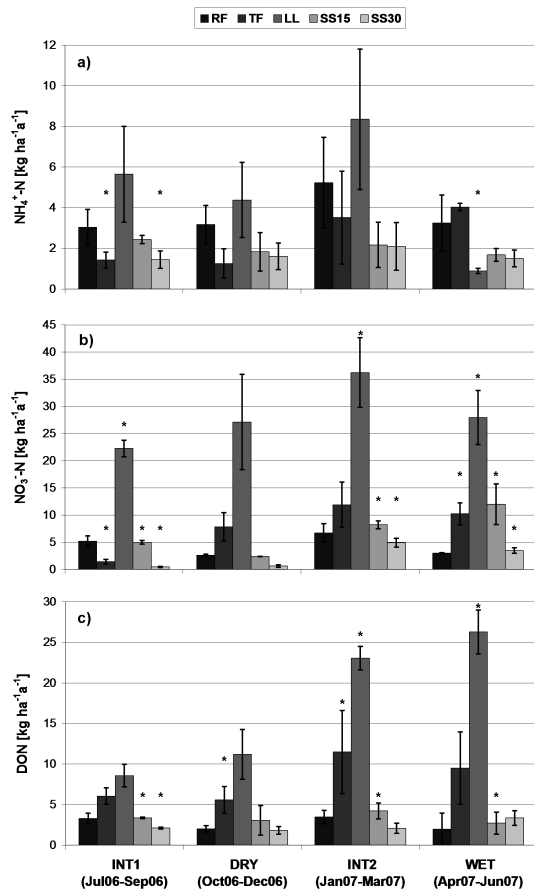 RF TF LL SS15 SS30
a)
NH₄⁺-N [kg ha⁻¹a⁻¹]
12
10
8
6
4
2
0
* * *
b)
NO₃⁻-N [kg ha⁻¹a⁻¹]
45
40
35
30
25
20
15
10
5
0
* * * * * * * * * * *
c)
DON [kg ha⁻¹a⁻¹]
30
25
20
15
10
5
0
* * * * * * * *
INT1 DRY INT2 WET
(Jul06-Sep06) (Oct06-Dec06) (Jan07-Mar07) (Apr07-Jun07)